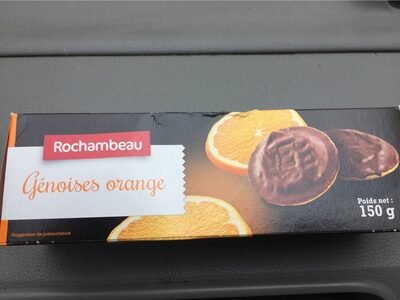 Rochambeau
Génoises orange
Poids net :
150 g
Suggestion de présentation